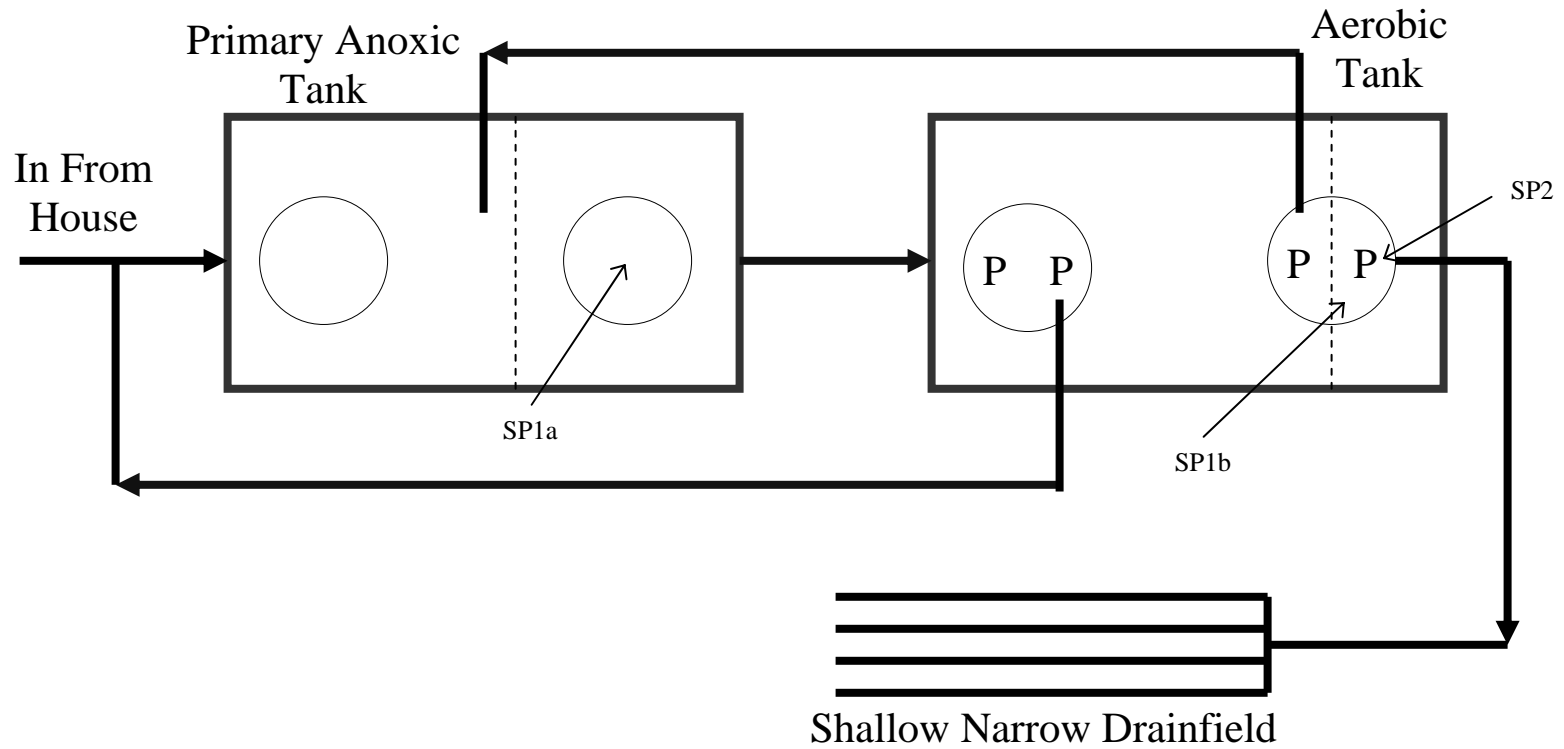 Primary Anoxic
Tank
Aerobic
Tank
In From
House
SP2
P P
P P
SP1a
SP1b
Shallow Narrow Drainfield